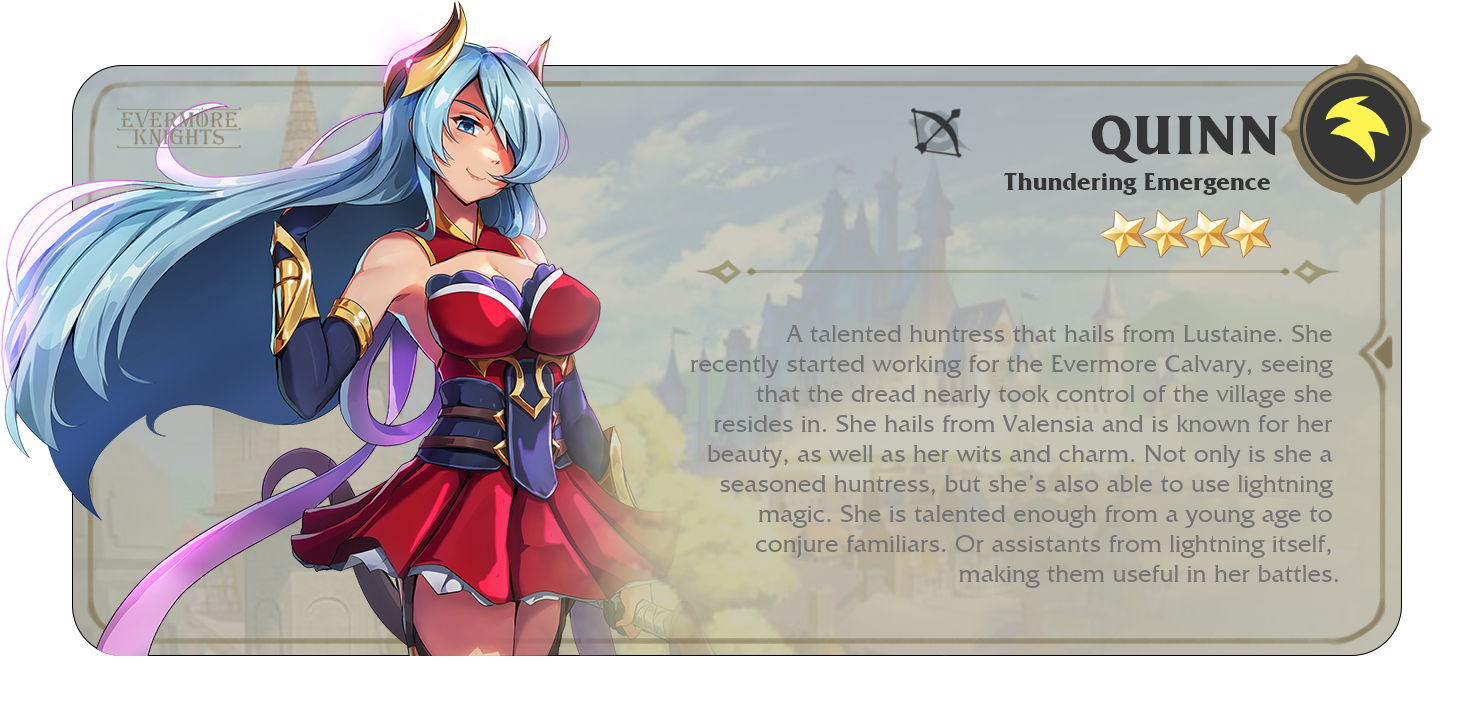 EVERMORE
KNIGHTS
QUINN
Thundering Emergence
A talented huntress that hails from Lustaine. She
recently started working for the Evermore Calvary, seeing
that the dread nearly took control of the village she
resides in. She hails from Valensia and is known for her
beauty, as well as her wits and charm. Not only is she a
seasoned huntress, but she's also able to use lightning
magic. She is talented enough from a young age to
conjure familiars. Or assistants from lightning itself,
making them useful in her battles.